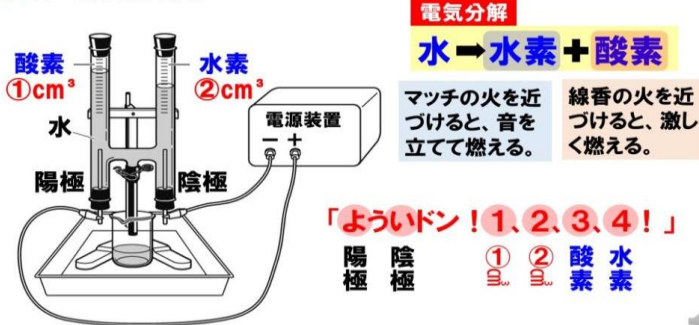 電気分解
水➡水素+酸素
酸素
①cm³
水素
②cm³
水
陽極
陰極
電源装置
− +
マッチの火を近
づけると、音を
立てて燃える。
線香の火を近
づけると、激し
く燃える。
「よういドン!1、2、3、4!」
陽極
陰極
①cm³
②cm³
酸素
水素